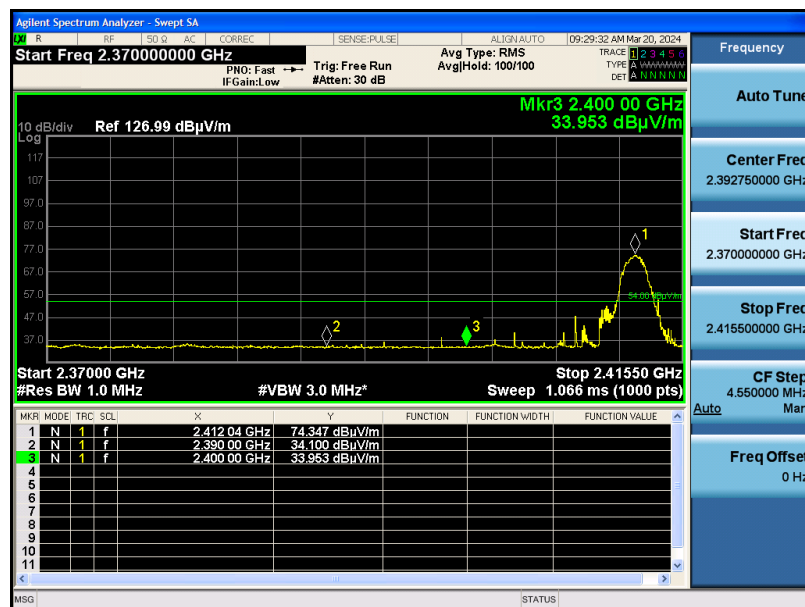 Agilent Spectrum Analyzer - Swept SA
LXI R RF 50 Ω AC CORREC SENSE:PULSE ALIGN AUTO 09:29:32 AM Mar 20, 2024
Start Freq 2.370000000 GHz
PNO: Fast
IFGain:Low
Trig: Free Run
#Atten: 30 dB
Avg Type: RMS
Avg|Hold: 100/100
TRACE 1 2 3 4 5 6
TYPE A WWWWW
DET A N N N N N
Mkr3 2.400 00 GHz
33.953 dBµV/m
10 dB/div Ref 126.99 dBµV/m
Log
117
107
97.0
87.0
77.0
67.0
57.0
47.0
37.0
1
2
3
54.00 dBµV/m
Start 2.37000 GHz Stop 2.41550 GHz
#Res BW 1.0 MHz #VBW 3.0 MHz* Sweep 1.066 ms (1000 pts)
MKR MODE TRC SCL X Y FUNCTION FUNCTION WIDTH FUNCTION VALUE
1 N 1 f 2.412 04 GHz 74.347 dBµV/m
2 N 1 f 2.390 00 GHz 34.100 dBµV/m
3 N 1 f 2.400 00 GHz 33.953 dBµV/m
4
5
6
7
8
9
10
11
MSG STATUS
Frequency
Auto Tune
Center Freq
2.392750000 GHz
Start Freq
2.370000000 GHz
Stop Freq
2.415500000 GHz
CF Step
4.550000 MHz
Auto Man
Freq Offset
0 Hz